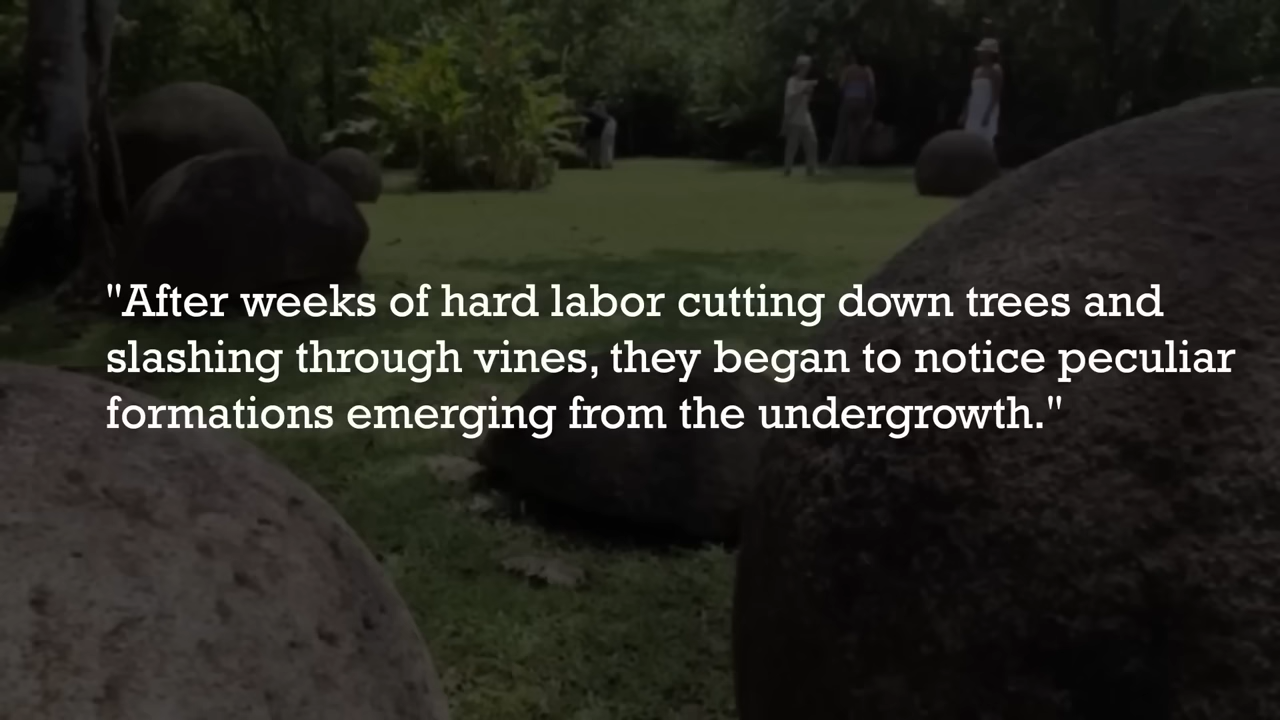 "After weeks of hard labor cutting down trees and
slashing through vines, they began to notice peculiar
formations emerging from the undergrowth."